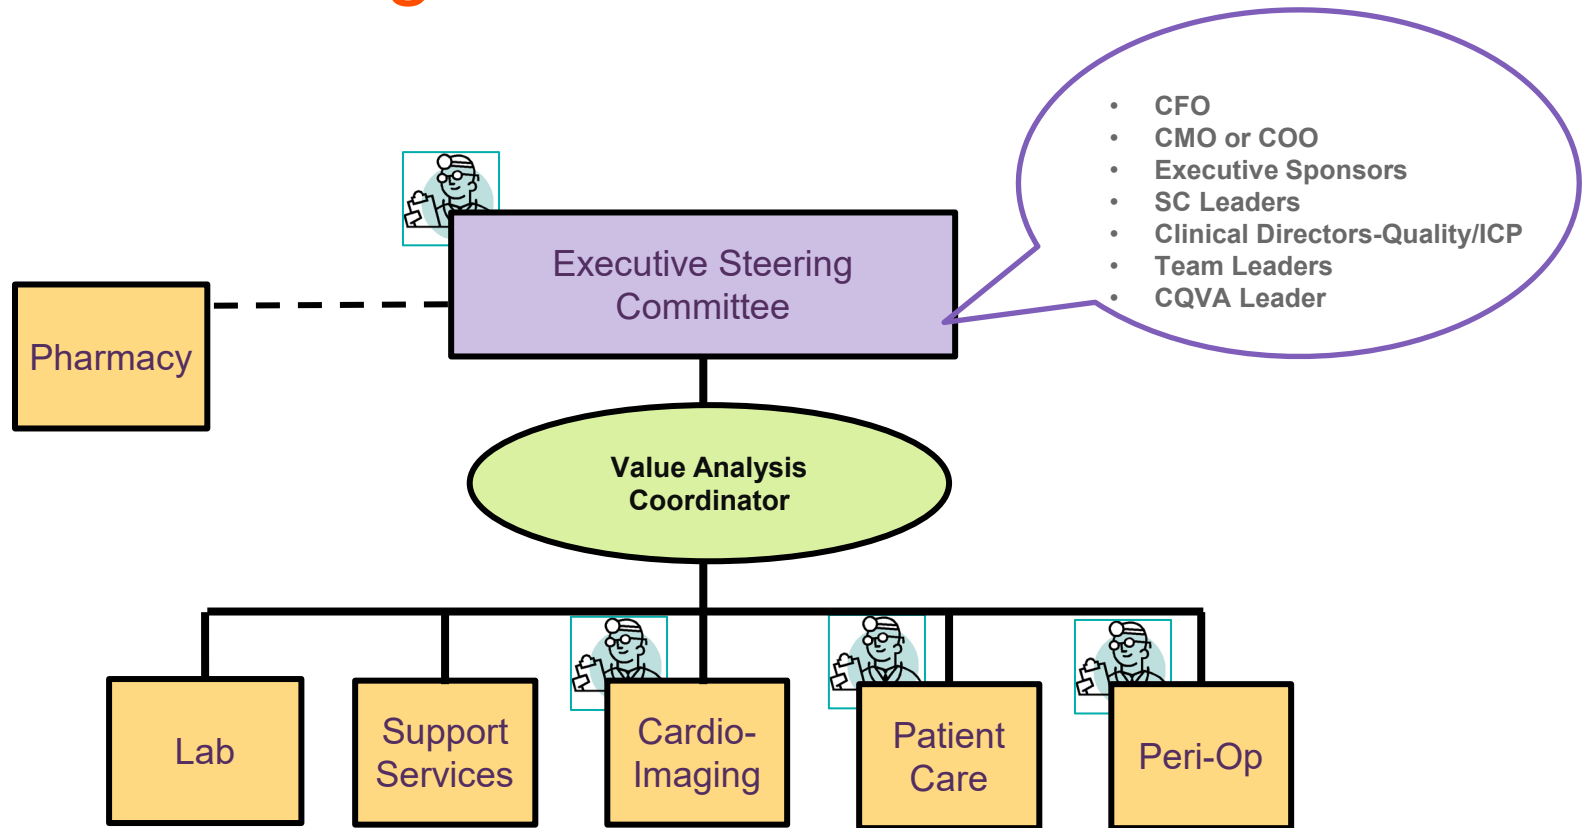 • CFO
• CMO or COO
• Executive Sponsors
• SC Leaders
• Clinical Directors-Quality/ICP
• Team Leaders
• CQVA Leader
Executive Steering
Committee
Pharmacy
Value Analysis
Coordinator
Lab
Support
Services
Cardio-
Imaging
Patient
Care
Peri-Op